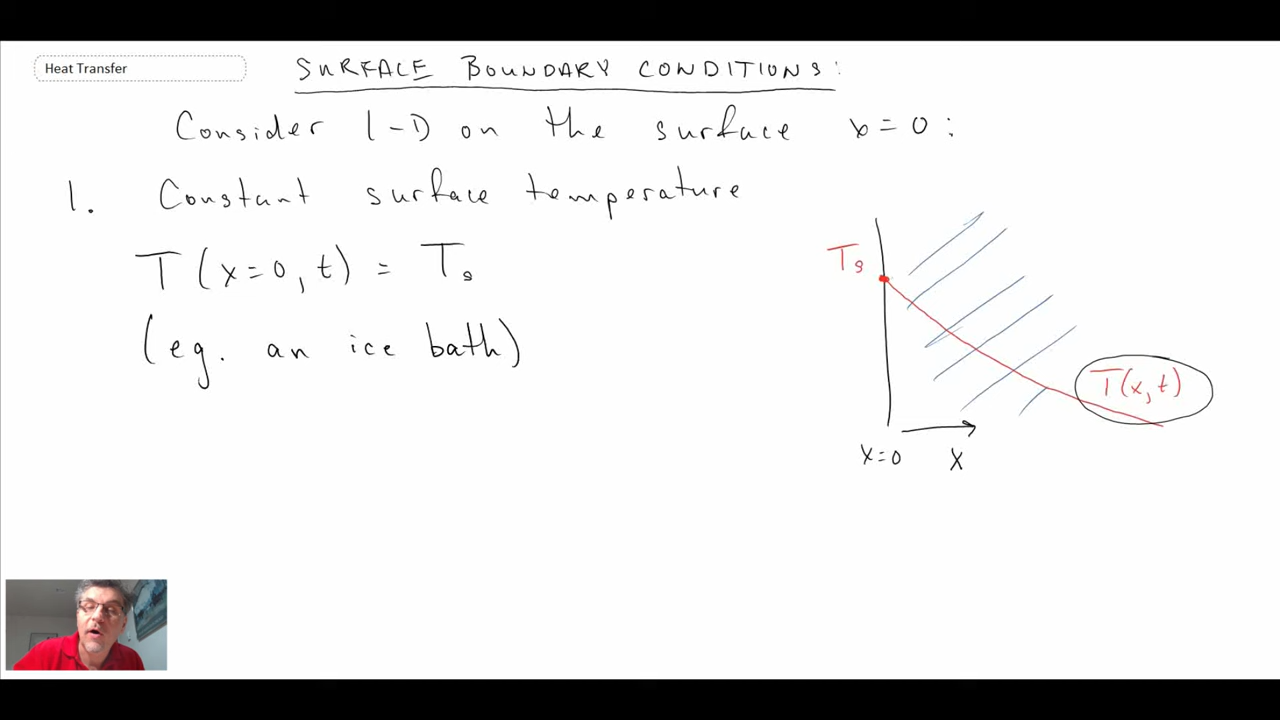 Heat Transfer
SURFACE BOUNDARY CONDITIONS:
Consider 1-D on the surface x=0:
1. Constant surface temperature
T(x=0,t) = Ts
(eg. an ice bath)
Ts
T(x,t)
x=0 x